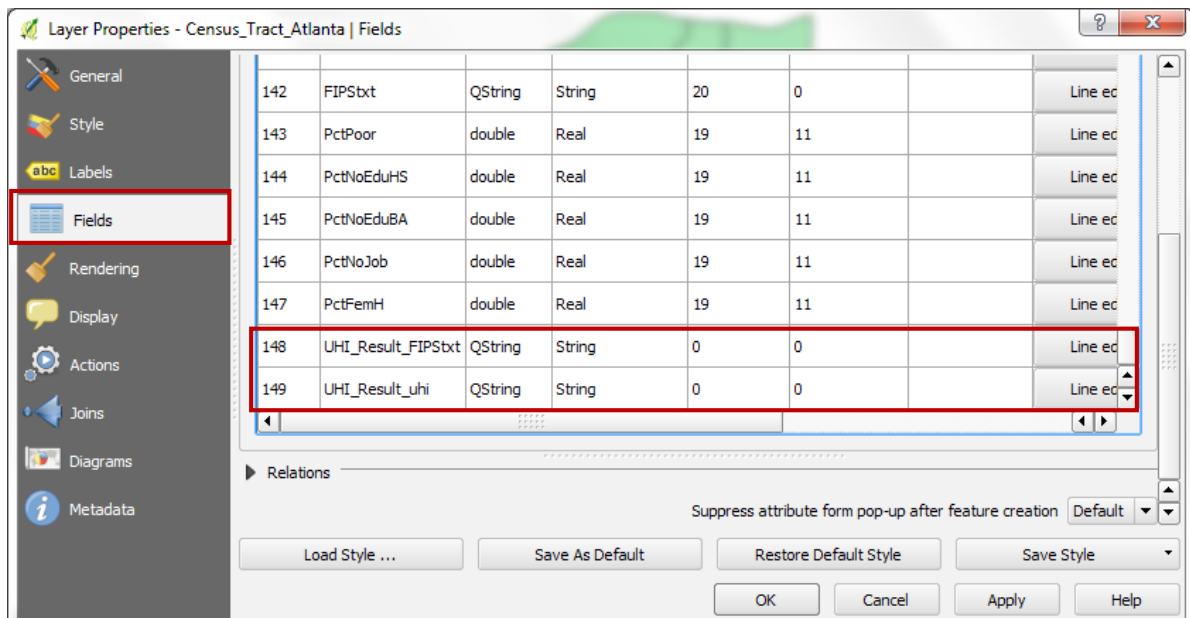 Layer Properties - Census_Tract_Atlanta | Fields
?
X
General
Style
abc Labels
Fields
Rendering
Display
Actions
Joins
Diagrams
i Metadata
142 FIPStxt QString String 20 0 Line ed
143 PctPoor double Real 19 11 Line ed
144 PctNoEduHS double Real 19 11 Line ed
145 PctNoEduBA double Real 19 11 Line ed
146 PctNoJob double Real 19 11 Line ed
147 PctFemH double Real 19 11 Line ed
148 UHI_Result_FIPStxt QString String 0 0 Line ed
149 UHI_Result_uhi QString String 0 0 Line ed
Relations
Suppress attribute form pop-up after feature creation Default
Load Style ... Save As Default Restore Default Style Save Style
OK Cancel Apply Help